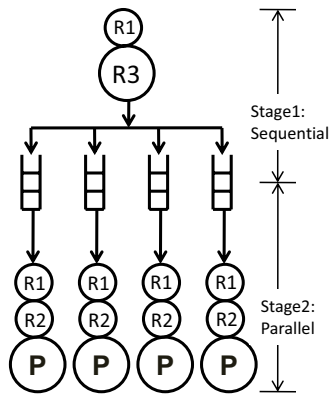 R1
R3
Stage1:
Sequential
R1 R1 R1 R1
R2 R2 R2 R2
Stage2:
Parallel
P P P P